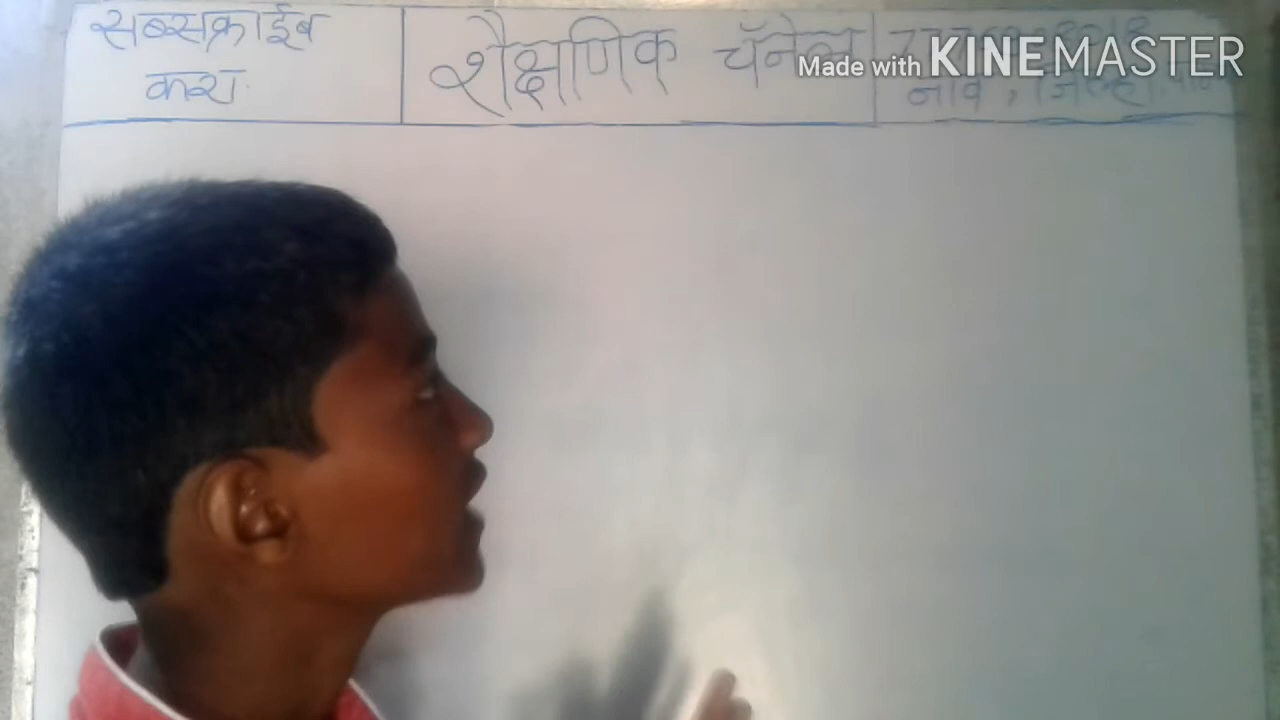 सब्सक्राईब
करा
शैक्षणिक चॅनेल
Made with KINEMASTER
नाव, जिल्हा